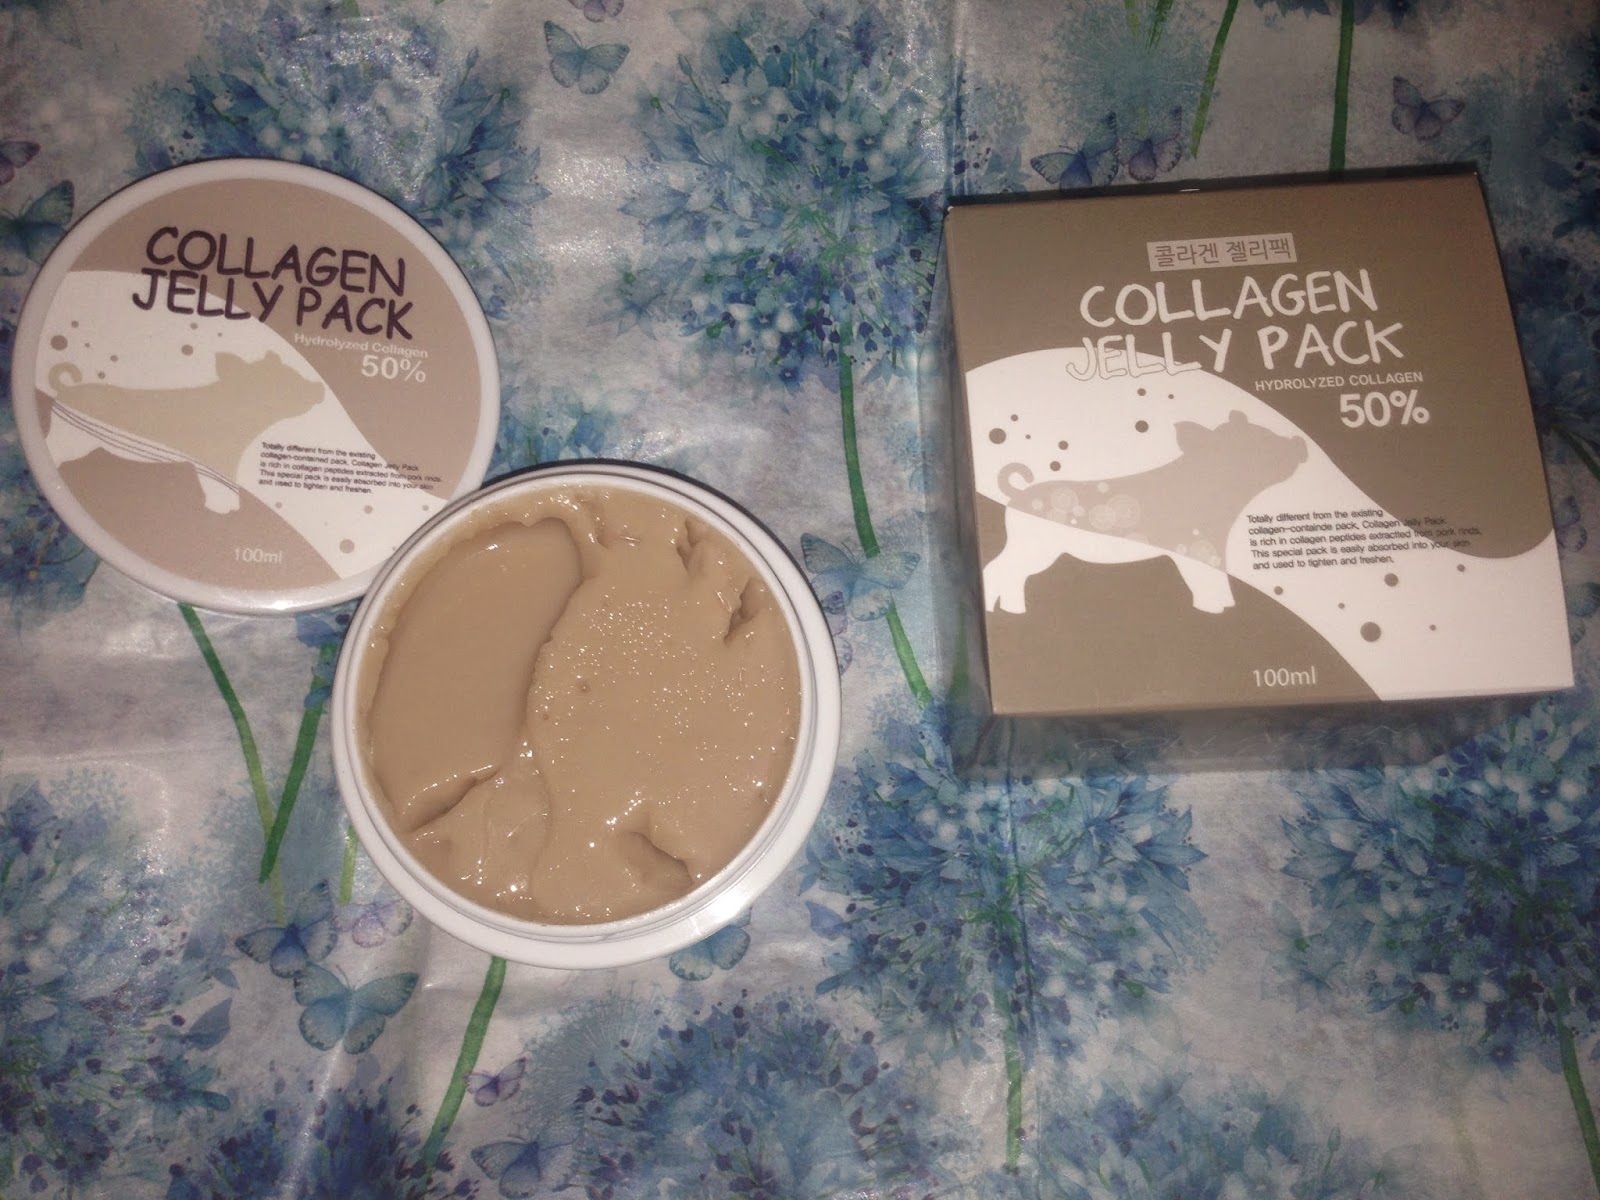 COLLAGEN
JELLY PACK
Hydrolyzed Collagen
50%
Totally different from the existing
collagen-contained pack, Collagen Jelly Pack
is rich in collagen peptides extracted from pork rinds.
This special pack is easily absorbed into your skin
and used to tighten and freshen.
100ml
콜라겐 젤리팩
COLLAGEN
JELLY PACK
HYDROLYZED COLLAGEN
50%
Totally different from the existing
collagen-containde pack, Collagen Jelly Pack
is rich in collagen peptides extractted from pork rinds.
This special pack is easily absorbed into your skin
and used to tighten and freshen.
100ml